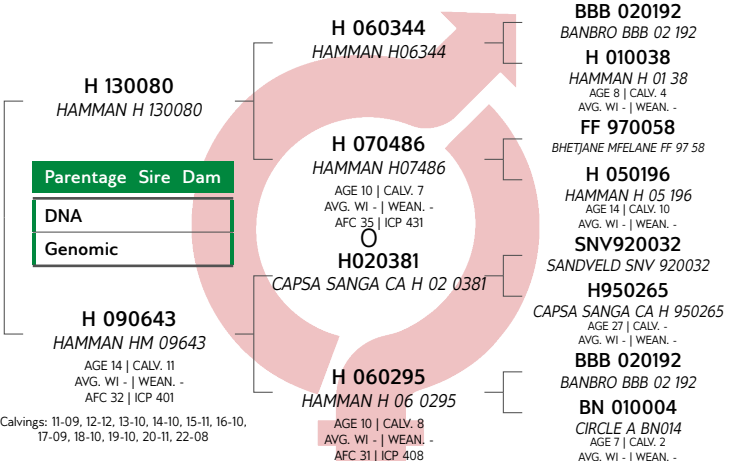 H 130080
HAMMAN H 130080
Parentage Sire Dam
DNA
Genomic
H 090643
HAMMAN HM 09643
AGE 14 | CALV. 11
AVG. WI - | WEAN. -
AFC 32 | ICP 401
Calvings: 11-09, 12-12, 13-10, 14-10, 15-11, 16-10,
17-09, 18-10, 19-10, 20-11, 22-08
H 060344
HAMMAN H06344
H 070486
HAMMAN H07486
AGE 10 | CALV. 7
AVG. WI - | WEAN. -
AFC 35 | ICP 431
O
H020381
CAPSA SANGA CA H 02 0381
H 060295
HAMMAN H 06 0295
AGE 10 | CALV. 8
AVG. WI - | WEAN. -
AFC 31 | ICP 408
BBB 020192
BANBRO BBB 02 192
H 010038
HAMMAN H 01 38
AGE 8 | CALV. 4
AVG. WI - | WEAN. -
FF 970058
BHETJANE MFELANE FF 97 58
H 050196
HAMMAN H 05 196
AGE 14 | CALV. 10
AVG. WI - | WEAN. -
SNV920032
SANDVELD SNV 920032
H950265
CAPSA SANGA CA H 950265
AGE 27 | CALV. -
AVG. WI - | WEAN. -
BBB 020192
BANBRO BBB 02 192
BN 010004
CIRCLE A BN014
AGE 7 | CALV. 2
AVG. WI - | WEAN. -